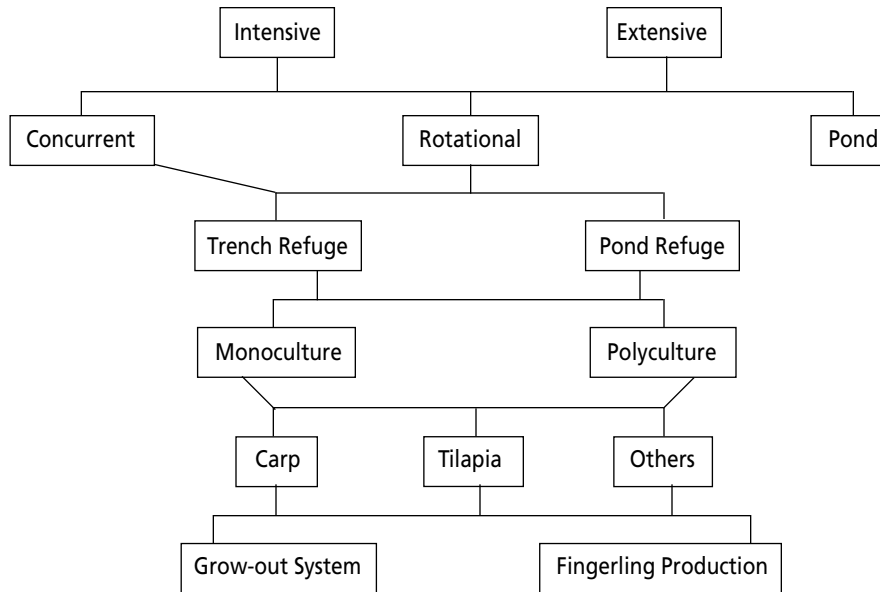 Intensive
Extensive
Concurrent
Rotational
Pond
Trench Refuge
Pond Refuge
Monoculture
Polyculture
Carp
Tilapia
Others
Grow-out System
Fingerling Production